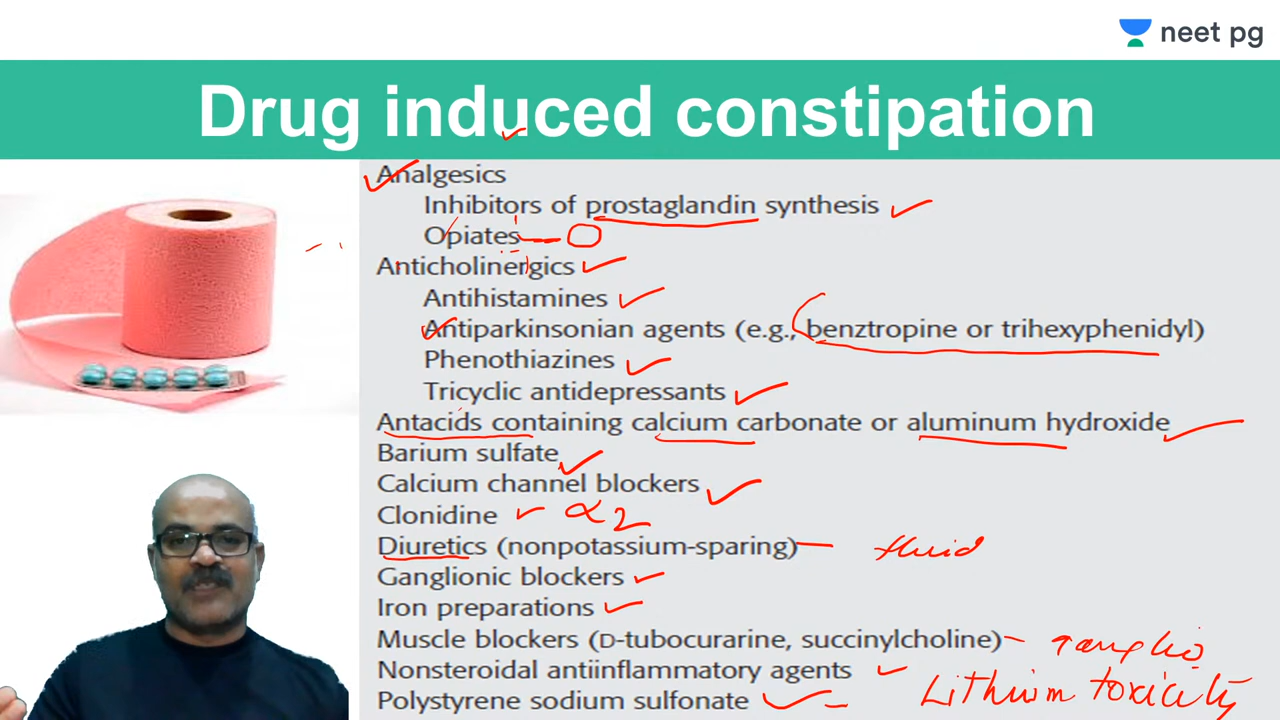 neet pg
Drug induced constipation
Analgesics
Inhibitors of prostaglandin synthesis
Opiates
Anticholinergics
Antihistamines
Antiparkinsonian agents (e.g., benztropine or trihexyphenidyl)
Phenothiazines
Tricyclic antidepressants
Antacids containing calcium carbonate or aluminum hydroxide
Barium sulfate
Calcium channel blockers
Clonidine α2
Diuretics (nonpotassium-sparing) fluid
Ganglionic blockers
Iron preparations
Muscle blockers (D-tubocurarine, succinylcholine)
Nonsteroidal antiinflammatory agents
Polystyrene sodium sulfonate Lithium toxicity